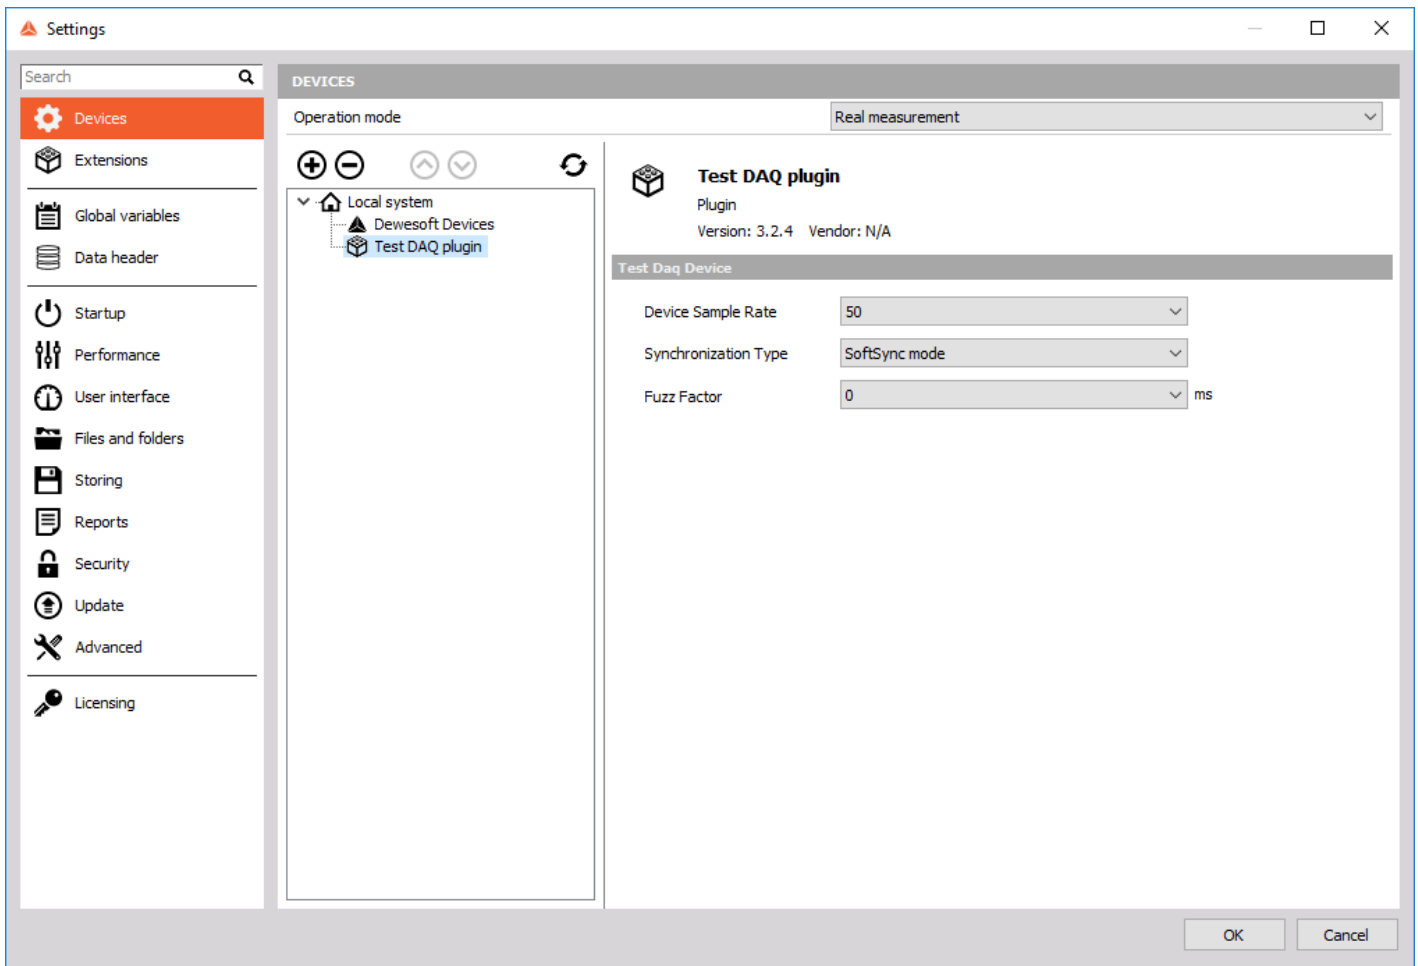 Settings
Search
Devices
Extensions
Global variables
Data header
Startup
Performance
User interface
Files and folders
Storing
Reports
Security
Update
Advanced
Licensing
DEVICES
Operation mode
Real measurement
Local system
Dewesoft Devices
Test DAQ plugin
Test DAQ plugin
Plugin
Version: 3.2.4 Vendor: N/A
Test Daq Device
Device Sample Rate 50
Synchronization Type SoftSync mode
Fuzz Factor 0 ms
OK Cancel